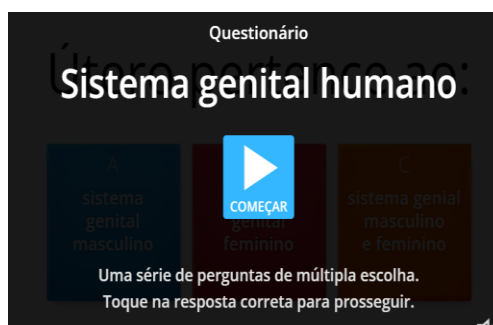 Questionário
Útero pertence ao:
Sistema genital humano
A
C
sistema
genital
masculino
genital
feminino
sistema genial
masculino
e feminino
COMEÇAR
Uma série de perguntas de múltipla escolha.
Toque na resposta correta para prosseguir.